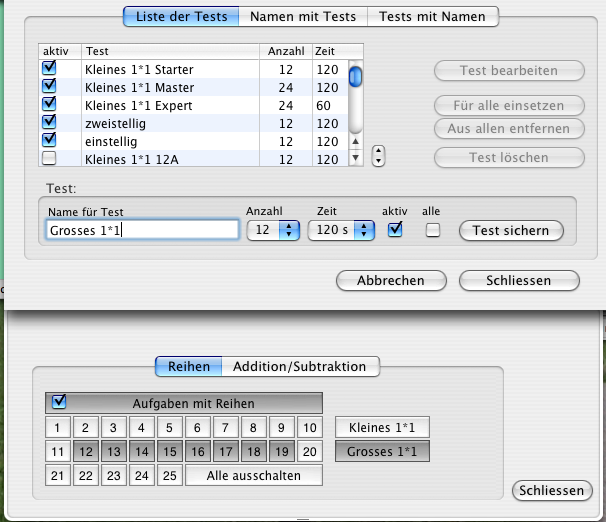 Liste der Tests Namen mit Tests Tests mit Namen
aktiv Test Anzahl Zeit
Kleines 1*1 Starter 12 120
Kleines 1*1 Master 24 120
Kleines 1*1 Expert 24 60
zweistellig 12 120
einstellig 12 120
Kleines 1*1 12A 12 120
Test bearbeiten
Für alle einsetzen
Aus allen entfernen
Test löschen
Test:
Name für Test Anzahl Zeit aktiv alle
Grosses 1*1 12 120 s Test sichern
Abbrechen Schliessen
Reihen Addition/Subtraktion
Aufgaben mit Reihen
1 2 3 4 5 6 7 8 9 10 Kleines 1*1
11 12 13 14 15 16 17 18 19 20 Grosses 1*1
21 22 23 24 25 Alle ausschalten
Schliessen